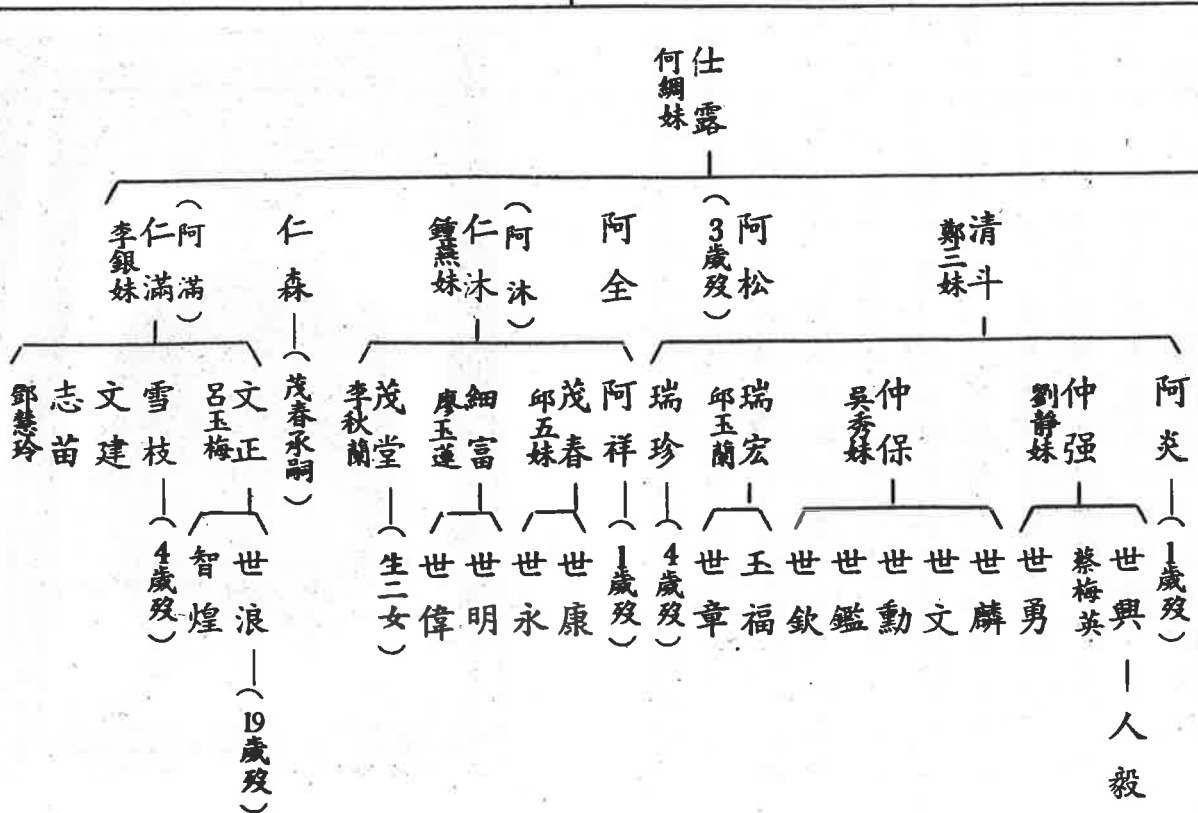 仕露
何綢妹
清斗
鄭三妹
阿松
（3歲歿）
阿全
（阿沐）
仁沐
鍾燕妹
仁森
（茂春承嗣）
（阿滿）
仁滿
李銀妹
阿炎
（1歲歿）
仲强
劉靜妹
仲保
吳秀妹
瑞宏
邱玉蘭
瑞珍
（4歲歿）
阿祥
（1歲歿）
茂春
邱五妹
細富
廖玉蓮
茂堂
李秋蘭
（生二女）
文正
呂玉梅
雪枝
（4歲歿）
文建
志苗
鄧慧玲
世興
蔡梅英
世勇
世麟
世文
世勳
世鑑
世欽
玉福
世章
世康
世永
世明
世偉
世浪
（19歲歿）
智煌
人毅